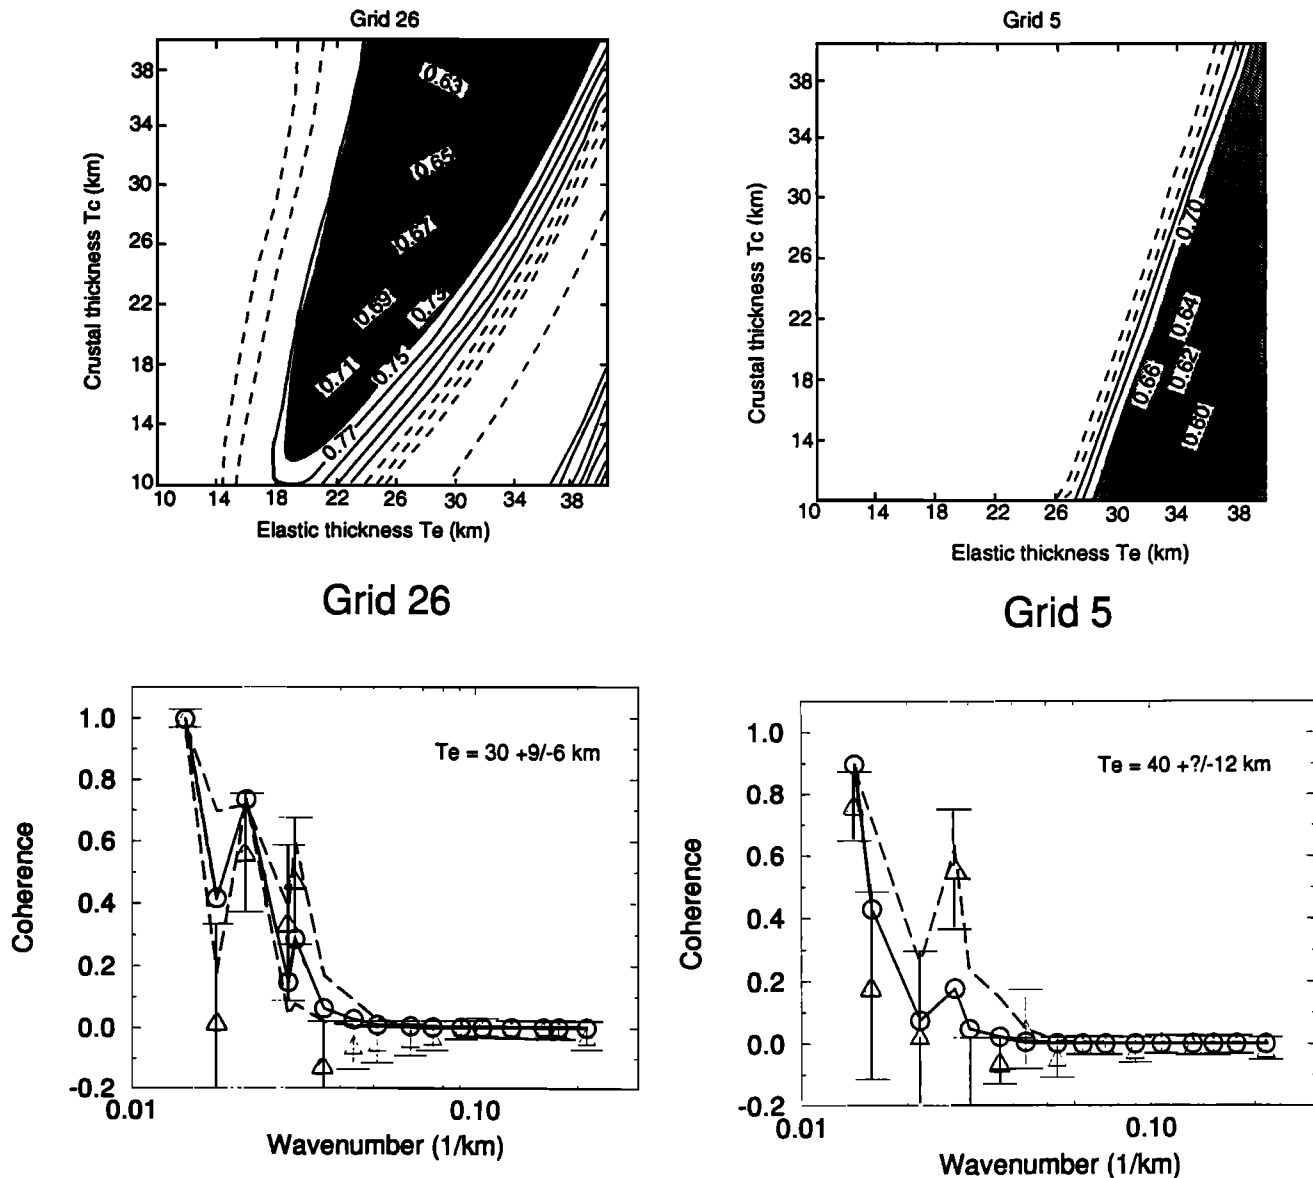 Grid 26
Crustal thickness Tc (km)
38
34
30
26
22
18
14
10
0.63
0.65
0.67
0.69
0.73
0.71
0.75
0.77
10 14 18 22 26 30 34 38
Elastic thickness Te (km)
Grid 5
Crustal thickness Tc (km)
38
34
30
26
22
18
14
0.70
0.64
0.66
0.62
0.60
10 14 18 22 26 30 34 38
Elastic thickness Te (km)
Grid 26
Te = 30 +9/-6 km
Coherence
1.0
0.8
0.6
0.4
0.2
0.0
-0.2
0.01 0.10
Wavenumber (1/km)
Grid 5
Te = 40 +?/-12 km
Coherence
1.0
0.8
0.6
0.4
0.2
0.0
-0.2
0.01 0.10
Wavenumber (1/km)